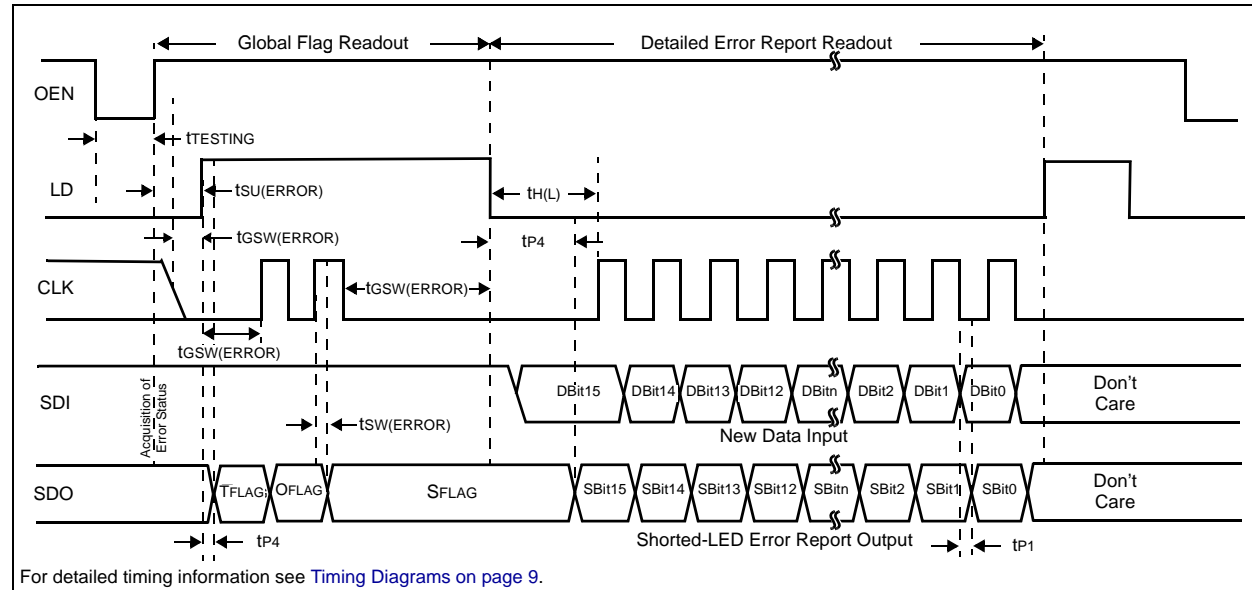 Global Flag Readout
Detailed Error Report Readout
OEN
tTESTING
LD
tSU(ERROR)
tH(L)
tGSW(ERROR)
tP4
CLK
tGSW(ERROR)
tGSW(ERROR)
SDI
Acquisition of
Error Status
DBit15
DBit14
DBit13
DBit12
DBitn
DBit2
DBit1
DBit0
Don't
Care
tSW(ERROR)
New Data Input
SDO
TFLAG
OFLAG
SFLAG
SBit15
SBit14
SBit13
SBit12
SBitn
SBit2
SBit1
SBit0
Don't
Care
tP4
Shorted-LED Error Report Output
tP1
For detailed timing information see Timing Diagrams on page 9.